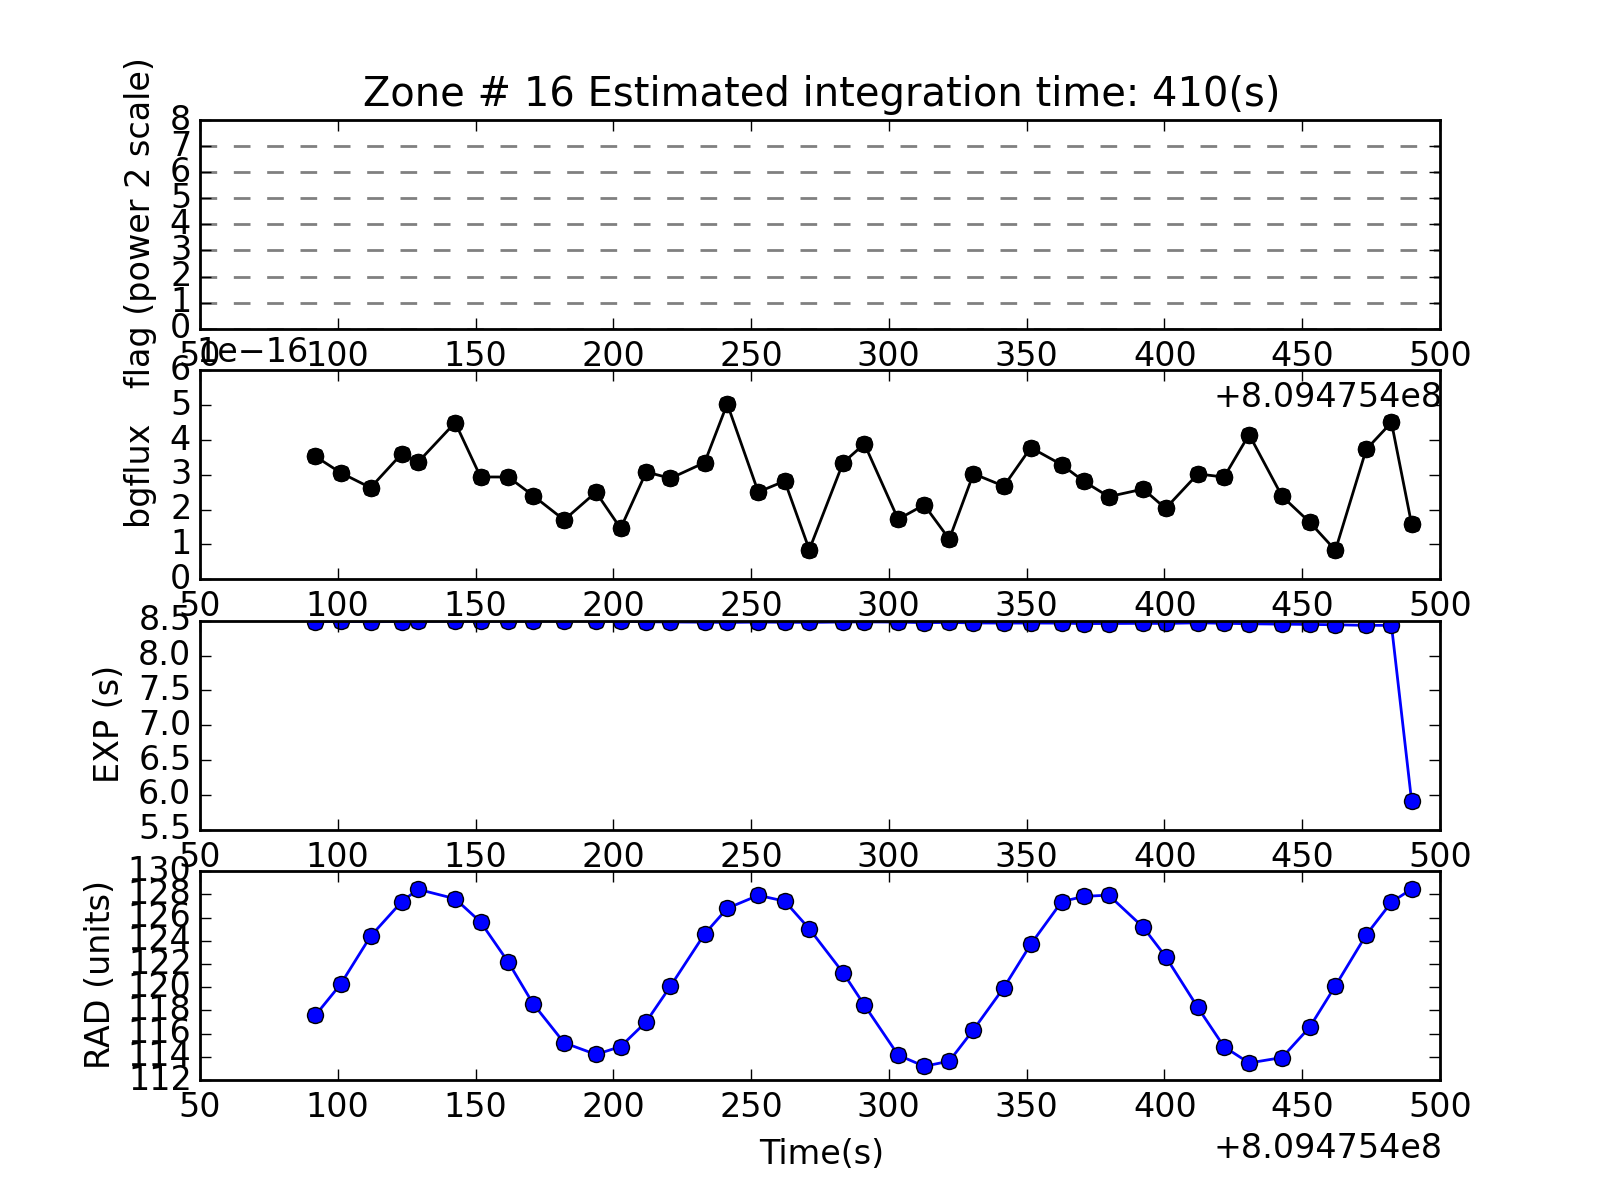 Zone # 16 Estimated integration time: 410(s)
flag (power 2 scale)
8
7
6
5
4
3
2
1
0
50 100 150 200 250 300 350 400 450 500
1e−16
+8.094754e8
bgflux
6
5
4
3
2
1
0
50 100 150 200 250 300 350 400 450 500
EXP (s)
8.5
8.0
7.5
7.0
6.5
6.0
5.5
50 100 150 200 250 300 350 400 450 500
RAD (units)
130
128
126
124
122
120
118
116
114
112
50 100 150 200 250 300 350 400 450 500
Time(s)
+8.094754e8